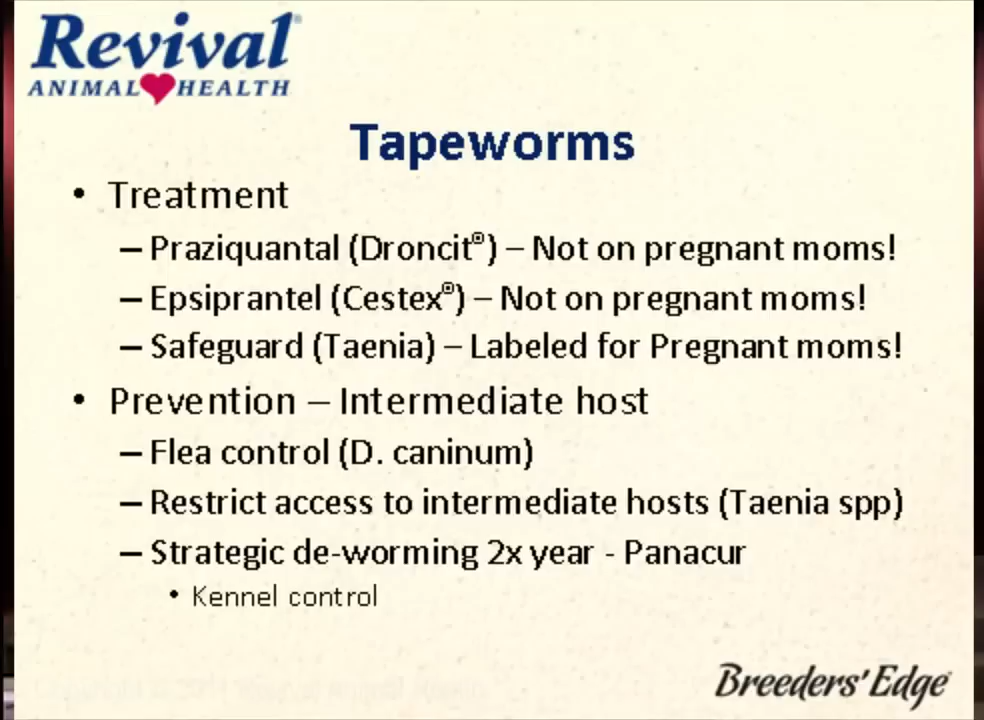 Revival®
ANIMAL HEALTH
Tapeworms
• Treatment
– Praziquantal (Droncit®) – Not on pregnant moms!
– Epsiprantel (Cestex®) – Not on pregnant moms!
– Safeguard (Taenia) – Labeled for Pregnant moms!
• Prevention – Intermediate host
– Flea control (D. caninum)
– Restrict access to intermediate hosts (Taenia spp)
– Strategic de-worming 2x year - Panacur
• Kennel control
Breeders' Edge